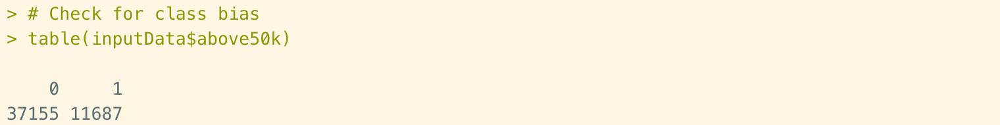 > # Check for class bias
> table(inputData$above50k)
    0     1
37155 11687